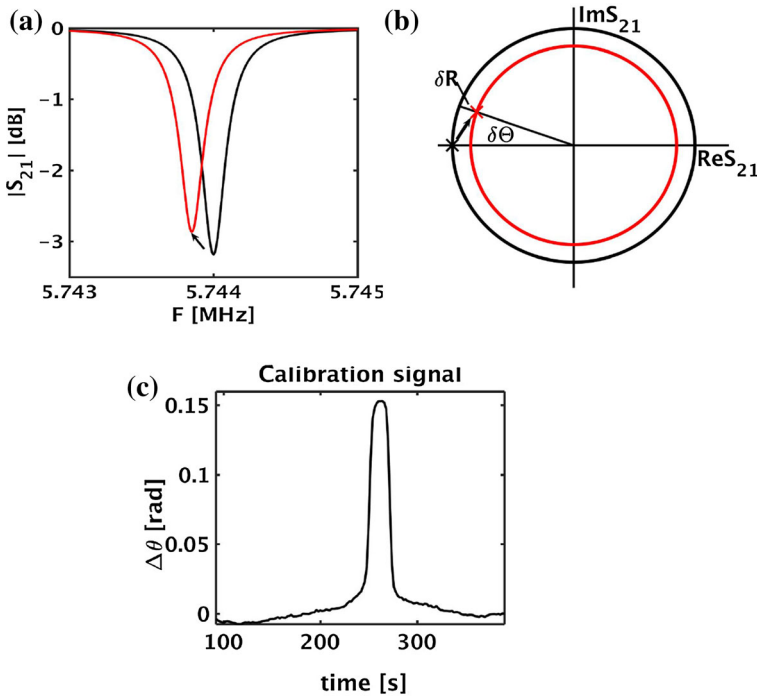 (a)
0
−1
−2
−3
|S21| [dB]
5.743
5.744
5.745
F [MHz]
(b)
ImS21
δR
δΘ
ReS21
(c)
Calibration signal
0.15
0.1
0.05
0
Δθ [rad]
100
200
300
time [s]